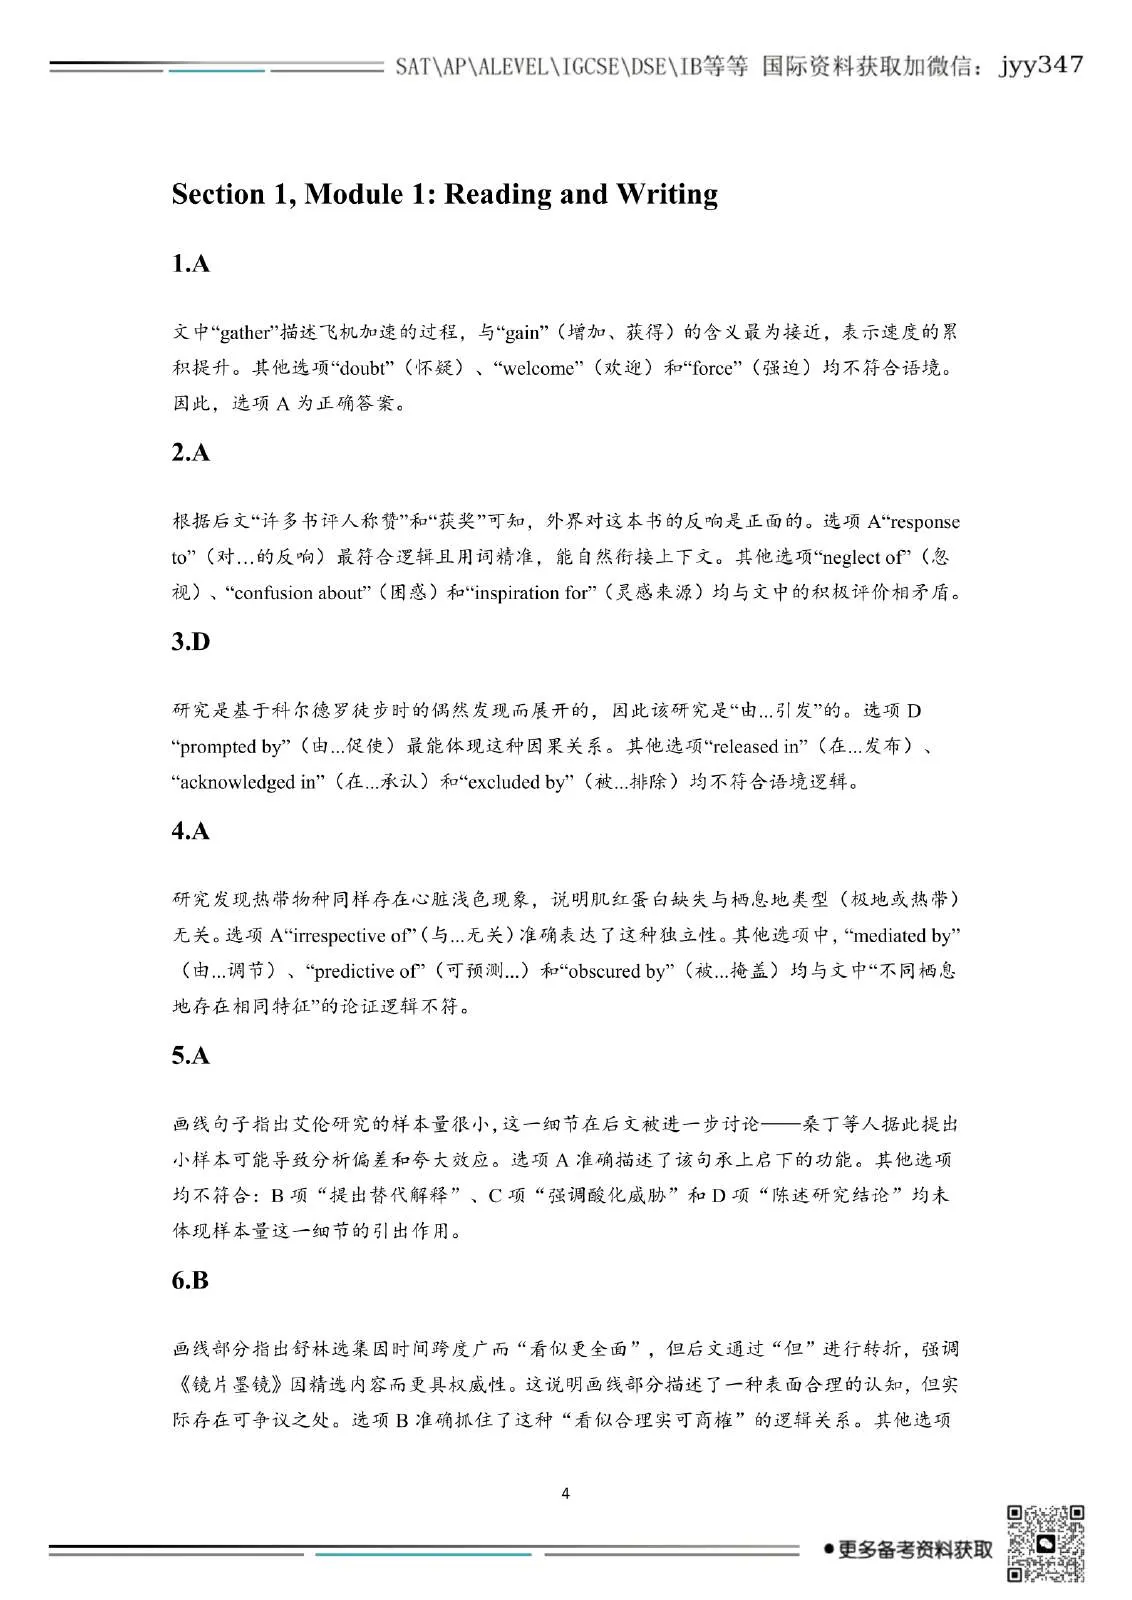 SAT\AP\ALEVEL\IGCSE\DSE\IB等等 国际资料获取加微信：jyy347
Section 1, Module 1: Reading and Writing
1.A
文中“gather”描述飞机加速的过程，与“gain”（增加、获得）的含义最为接近，表示速度的累
积提升。其他选项“doubt”（怀疑）、“welcome”（欢迎）和“force”（强迫）均不符合语境。
因此，选项 A 为正确答案。
2.A
根据后文“许多书评人称赞”和“获奖”可知，外界对这本书的反响是正面的。选项 A“response
to”（对…的反响）最符合逻辑且用词精准，能自然衔接上下文。其他选项“neglect of”（忽
视）、“confusion about”（困惑）和“inspiration for”（灵感来源）均与文中的积极评价相矛盾。
3.D
研究是基于科尔德罗徒步时的偶然发现而展开的，因此该研究是“由...引发”的。选项 D
“prompted by”（由...促使）最能体现这种因果关系。其他选项“released in”（在...发布）、
“acknowledged in”（在...承认）和“excluded by”（被...排除）均不符合语境逻辑。
4.A
研究发现热带物种同样存在心脏浅色现象，说明肌红蛋白缺失与栖息地类型（极地或热带）
无关。选项 A“irrespective of”（与...无关）准确表达了这种独立性。其他选项中，“mediated by”
（由...调节）、“predictive of”（可预测...）和“obscured by”（被...掩盖）均与文中“不同栖息
地存在相同特征”的论证逻辑不符。
5.A
画线句子指出艾伦研究的样本量很小，这一细节在后文被进一步讨论——桑丁等人据此提出
小样本可能导致分析偏差和夸大效应。选项 A 准确描述了该句承上启下的功能。其他选项
均不符合：B 项“提出替代解释”、C 项“强调酸化威胁”和 D 项“陈述研究结论”均未
体现样本量这一细节的引出作用。
6.B
画线部分指出舒林选集因时间跨度广而“看似更全面”，但后文通过“但”进行转折，强调
《镜片墨镜》因精选内容而更具权威性。这说明画线部分描述了一种表面合理的认知，但实
际存在可争议之处。选项 B 准确抓住了这种“看似合理实可商榷”的逻辑关系。其他选项
4
●更多备考资料获取